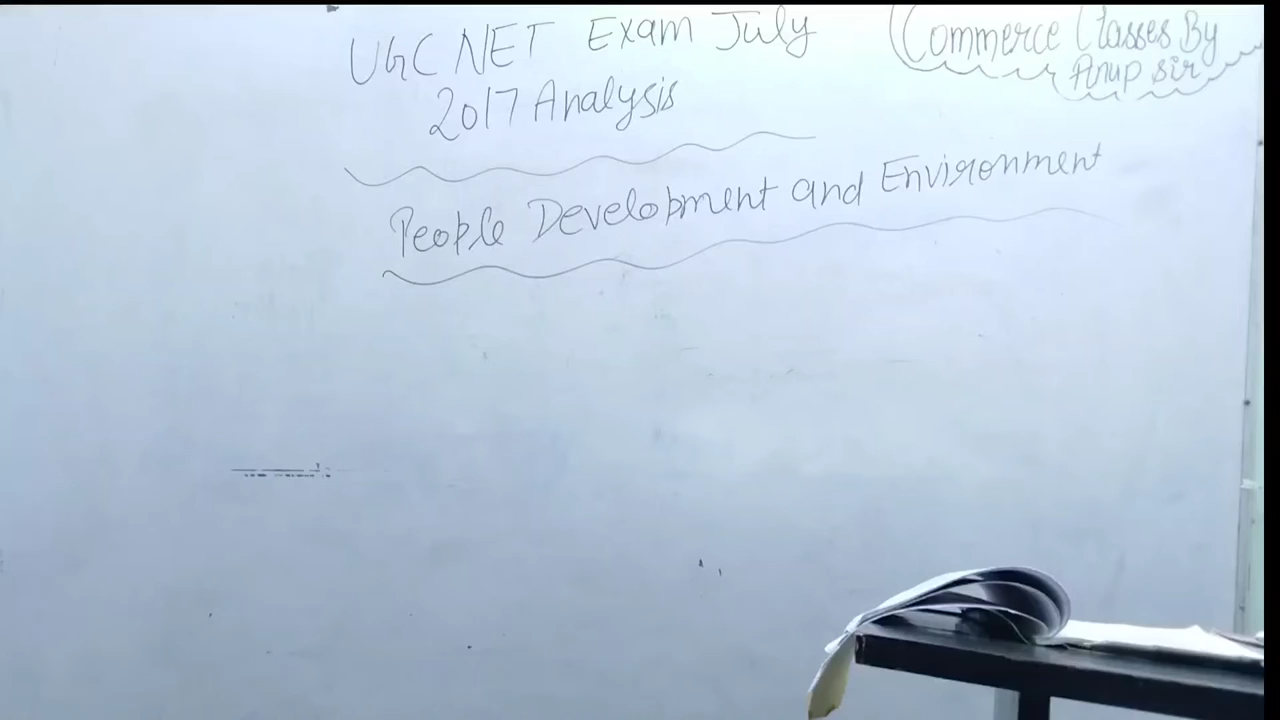 UGC NET Exam July
2017 Analysis
Commerce Classes By
Anup sir
People Development and Environment